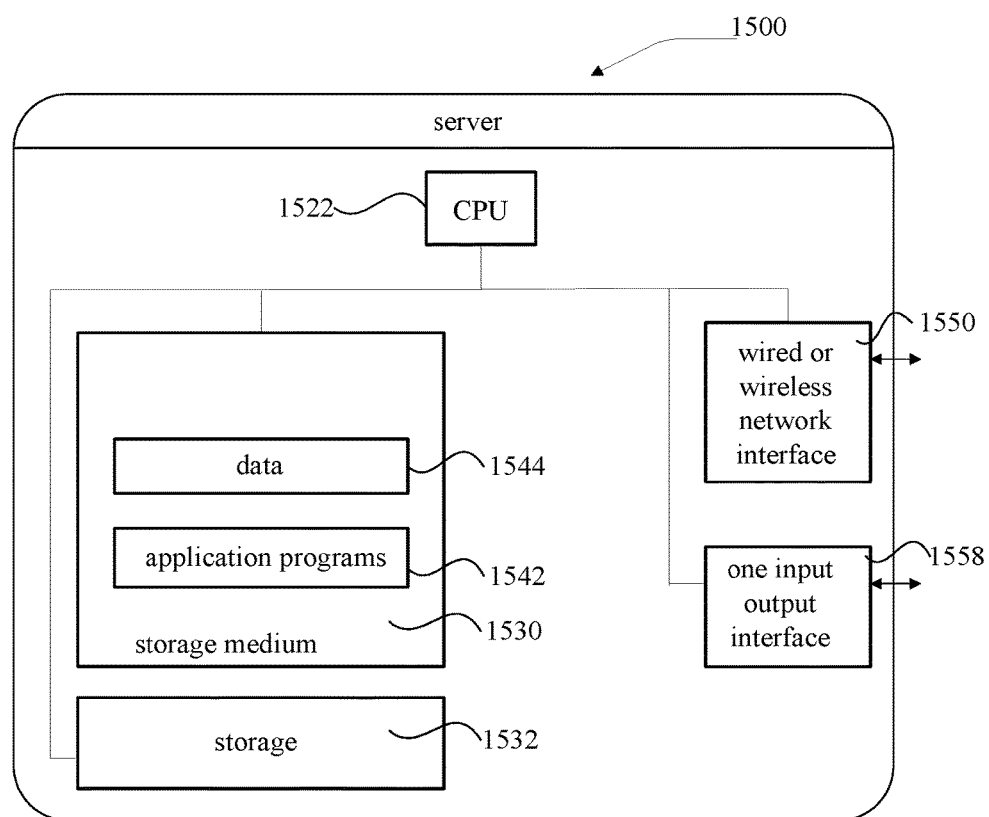 1500
server
1522
CPU
1550
wired or
wireless
network
interface
data
1544
application programs
1542
1558
one input
output
interface
1530
storage medium
storage
1532